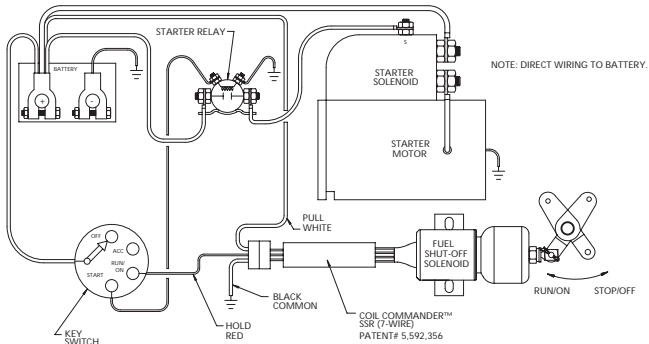 STARTER RELAY
BATTERY
+
-
S
STARTER
SOLENOID
NOTE: DIRECT WIRING TO BATTERY.
STARTER
MOTOR
PULL
WHITE
OFF
ACC
RUN/
ON
START
FUEL
SHUT-OFF
SOLENOID
RUN/ON
STOP/OFF
BLACK
COMMON
HOLD
RED
KEY
SWITCH
COIL COMMANDER™
SSR (7-WIRE)
PATENT# 5,592,356